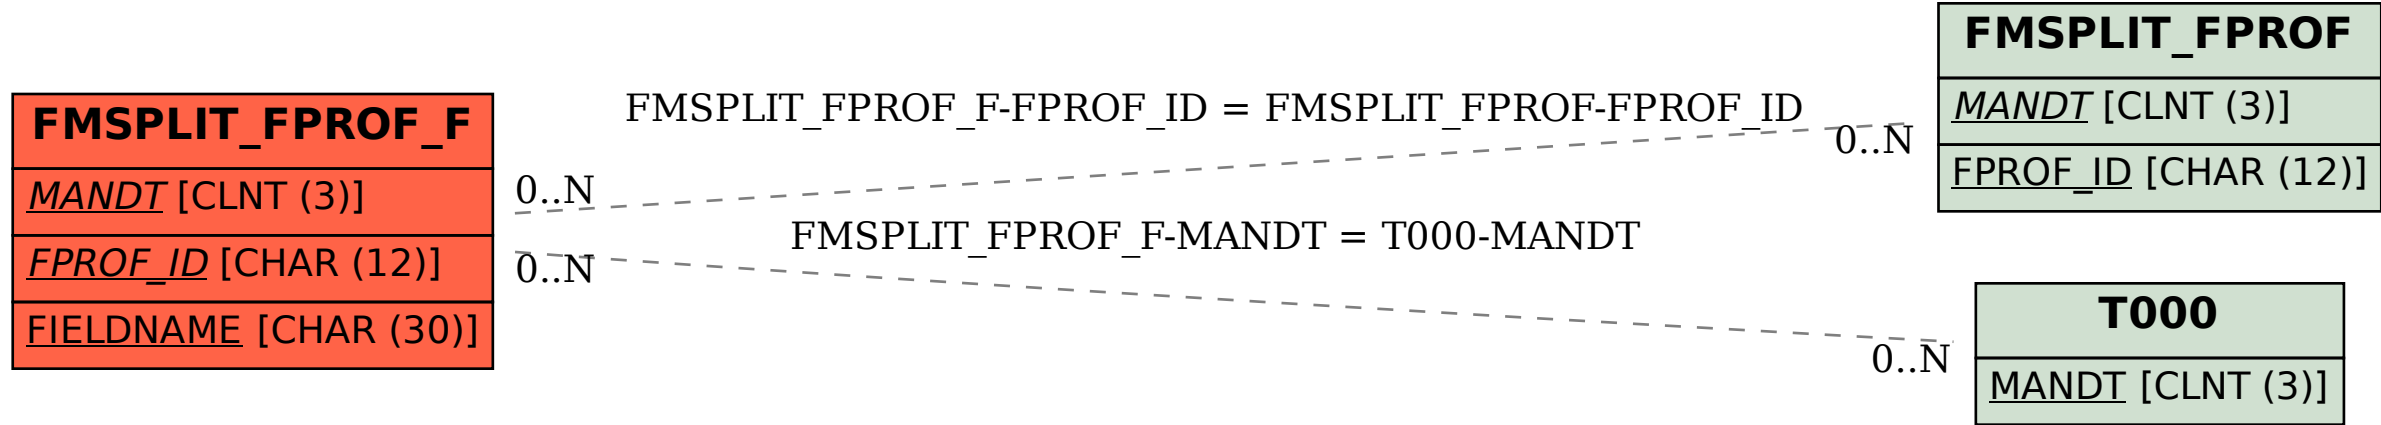 FMSPLIT_FPROF_F
MANDT [CLNT (3)]
FPROF_ID [CHAR (12)]
FIELDNAME [CHAR (30)]
FMSPLIT_FPROF_F-FPROF_ID = FMSPLIT_FPROF-FPROF_ID
0..N
0..N
FMSPLIT_FPROF_F-MANDT = T000-MANDT
0..N
0..N
FMSPLIT_FPROF
MANDT [CLNT (3)]
FPROF_ID [CHAR (12)]
T000
MANDT [CLNT (3)]